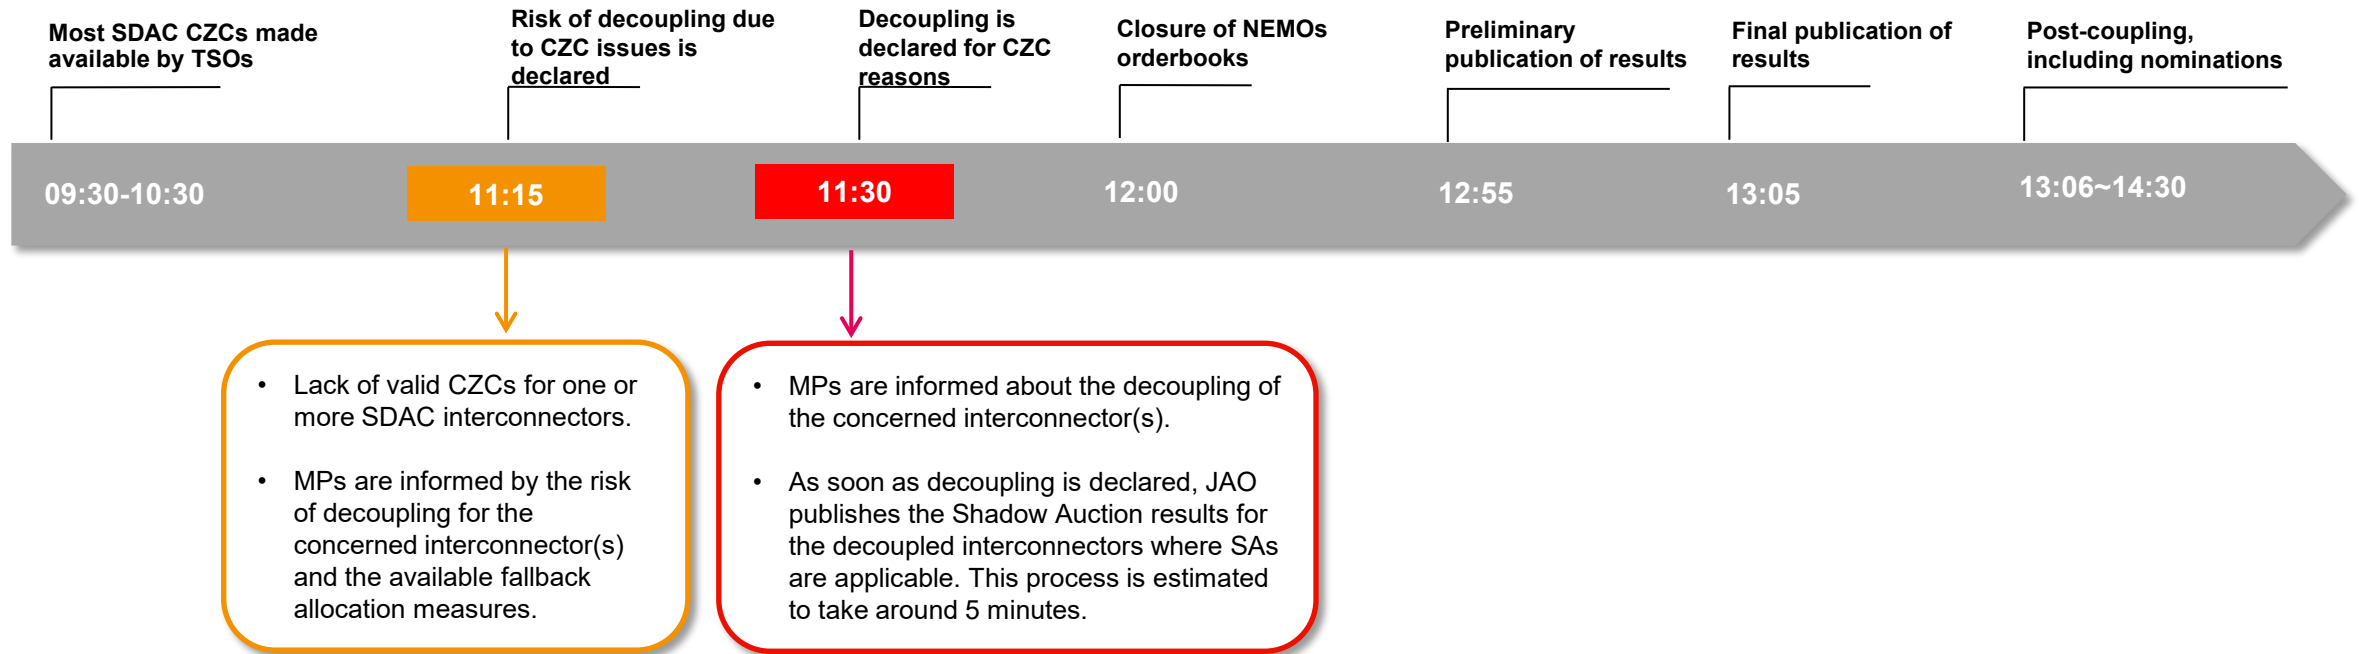 Most SDAC CZCs made
available by TSOs
Risk of decoupling due
to CZC issues is
declared
Decoupling is
declared for CZC
reasons
Closure of NEMOs
orderbooks
Preliminary
publication of results
Final publication of
results
Post-coupling,
including nominations
09:30-10:30
11:15
11:30
12:00
12:55
13:05
13:06~14:30
• Lack of valid CZCs for one or
more SDAC interconnectors.
• MPs are informed by the risk
of decoupling for the
concerned interconnector(s)
and the available fallback
allocation measures.
• MPs are informed about the decoupling of
the concerned interconnector(s).
• As soon as decoupling is declared, JAO
publishes the Shadow Auction results for
the decoupled interconnectors where SAs
are applicable. This process is estimated
to take around 5 minutes.